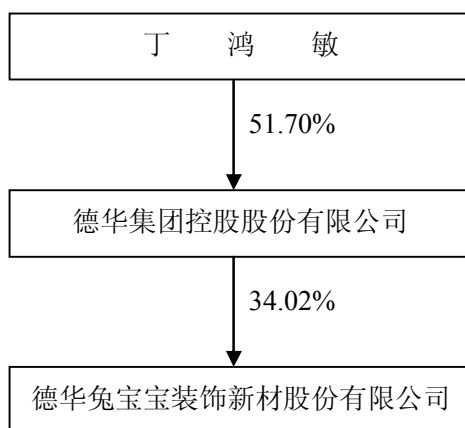 丁 鸿 敏
51.70%
德华集团控股股份有限公司
34.02%
德华兔宝宝装饰新材股份有限公司